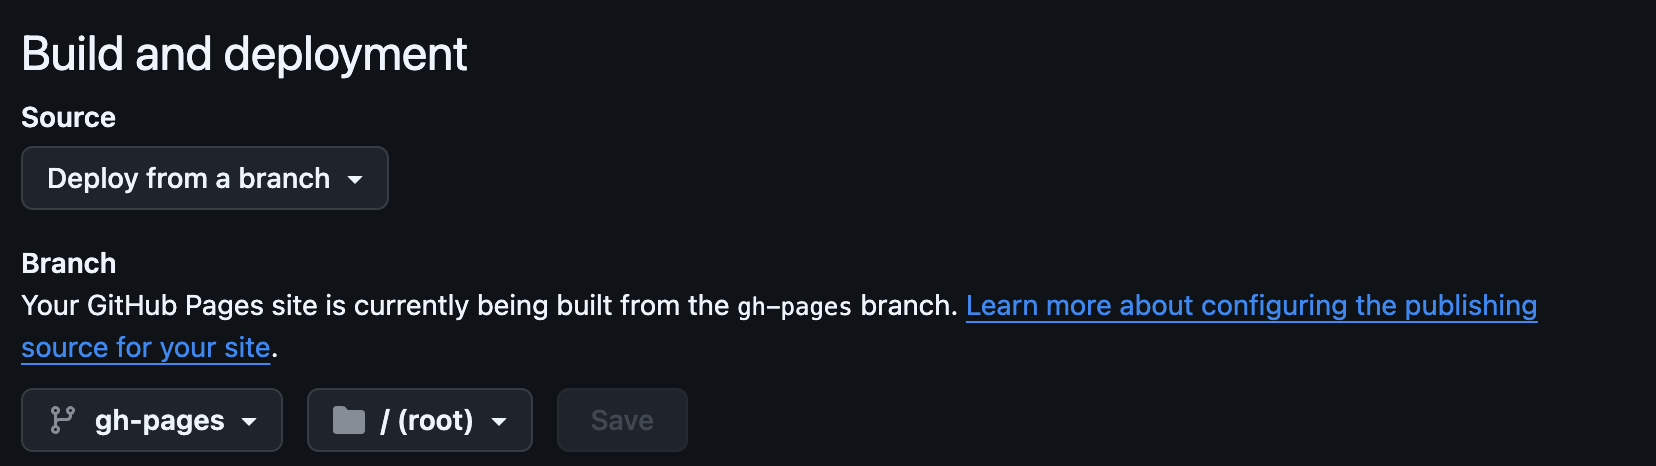 Build and deployment
Source
Deploy from a branch
Branch
Your GitHub Pages site is currently being built from the gh-pages branch. Learn more about configuring the publishing
source for your site.
gh-pages / (root) Save